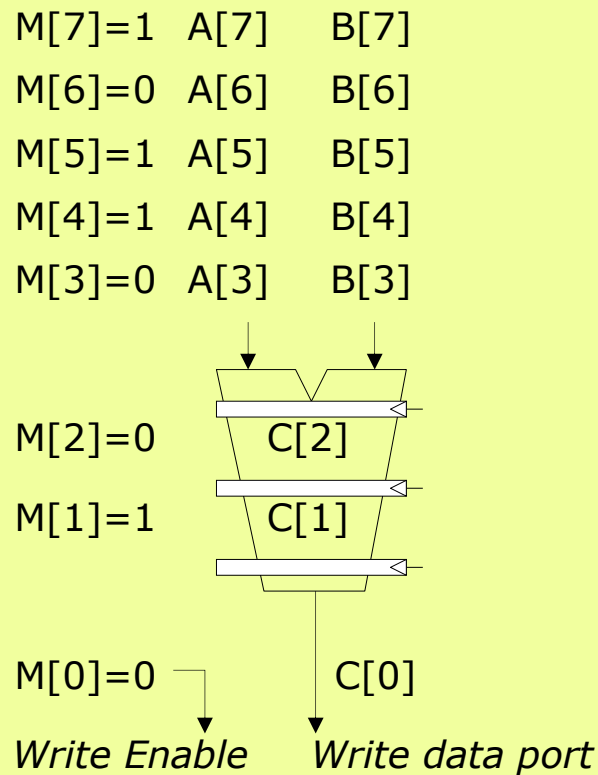 M[7]=1 A[7] B[7]
M[6]=0 A[6] B[6]
M[5]=1 A[5] B[5]
M[4]=1 A[4] B[4]
M[3]=0 A[3] B[3]
M[2]=0 C[2]
M[1]=1 C[1]
M[0]=0 C[0]
Write Enable Write data port